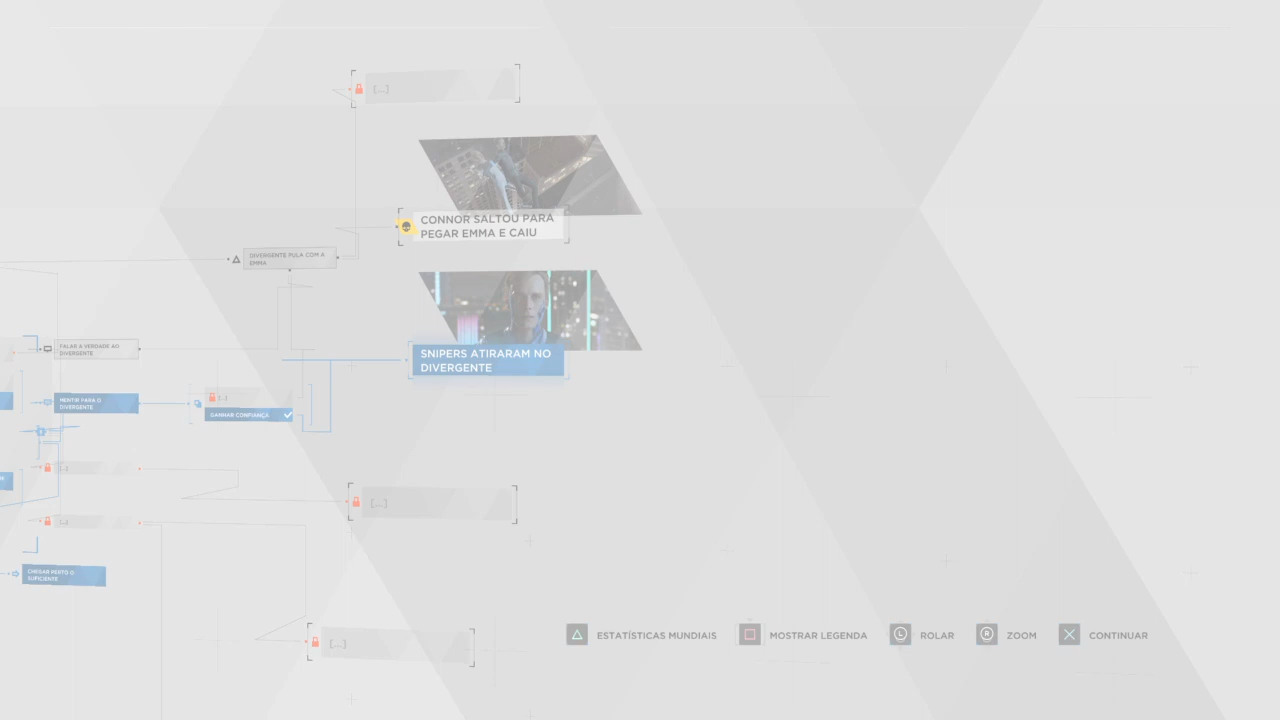 [...]
CONNOR SALTOU PARA
PEGAR EMMA E CAIU
DIVERGENTE PULA COM A
EMMA
FALAR A VERDADE AO
DIVERGENTE
SNIPERS ATIRARAM NO
DIVERGENTE
MENTIR PARA O
DIVERGENTE
[...]
GANHAR CONFIANÇA
[...]
[...]
[...]
CHEGAR PERTO O
SUFICIENTE
[...]
ESTATÍSTICAS MUNDIAIS
MOSTRAR LEGENDA
L
ROLAR
R
ZOOM
CONTINUAR